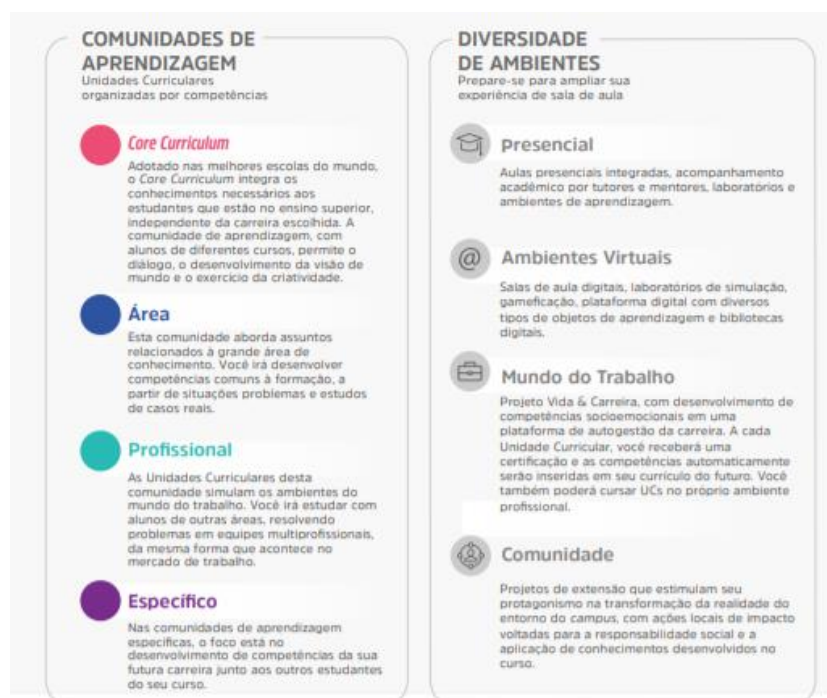 COMUNIDADES DE
APRENDIZAGEM
Unidades Curriculares
organizadas por competências
Core Curriculum
Adotado nas melhores escolas do mundo,
o Core Curriculum integra os
conhecimentos necessários aos
estudantes que estão no ensino superior,
independente da carreira escolhida. A
comunidade de aprendizagem, com
alunos de diferentes cursos, permite o
diálogo, o desenvolvimento da visão de
mundo e o exercício da criatividade.
Área
Esta comunidade aborda assuntos
relacionados à grande área de
conhecimento. Você irá desenvolver
competências comuns à formação, a
partir de situações problemas e estudos
de casos reais.
Profissional
As Unidades Curriculares desta
comunidade simulam os ambientes do
mundo do trabalho. Você irá estudar com
alunos de outras áreas, resolvendo
problemas em equipes multiprofissionais,
da mesma forma que acontece no
mercado de trabalho.
Específico
Nas comunidades de aprendizagem
específicas, o foco está no
desenvolvimento de competências da sua
futura carreira junto aos outros estudantes
do seu curso.
DIVERSIDADE
DE AMBIENTES
Prepare-se para ampliar sua
experiência de sala de aula
Presencial
Aulas presenciais integradas, acompanhamento
acadêmico por tutores e mentores, laboratórios e
ambientes de aprendizagem.
@ Ambientes Virtuais
Salas de aula digitais, laboratórios de simulação,
gameficação, plataforma digital com diversos
tipos de objetos de aprendizagem e bibliotecas
digitais.
Mundo do Trabalho
Projeto Vida & Carreira, com desenvolvimento de
competências socioemocionais em uma
plataforma de autogestão da carreira. A cada
Unidade Curricular, você receberá uma
certificação e as competências automaticamente
serão inseridas em seu currículo do futuro. Você
também poderá cursar UCs no próprio ambiente
profissional.
Comunidade
Projetos de extensão que estimulam seu
protagonismo na transformação da realidade do
entorno do campus, com ações locais de impacto
voltadas para a responsabilidade social e a
aplicação de conhecimentos desenvolvidos no
curso.